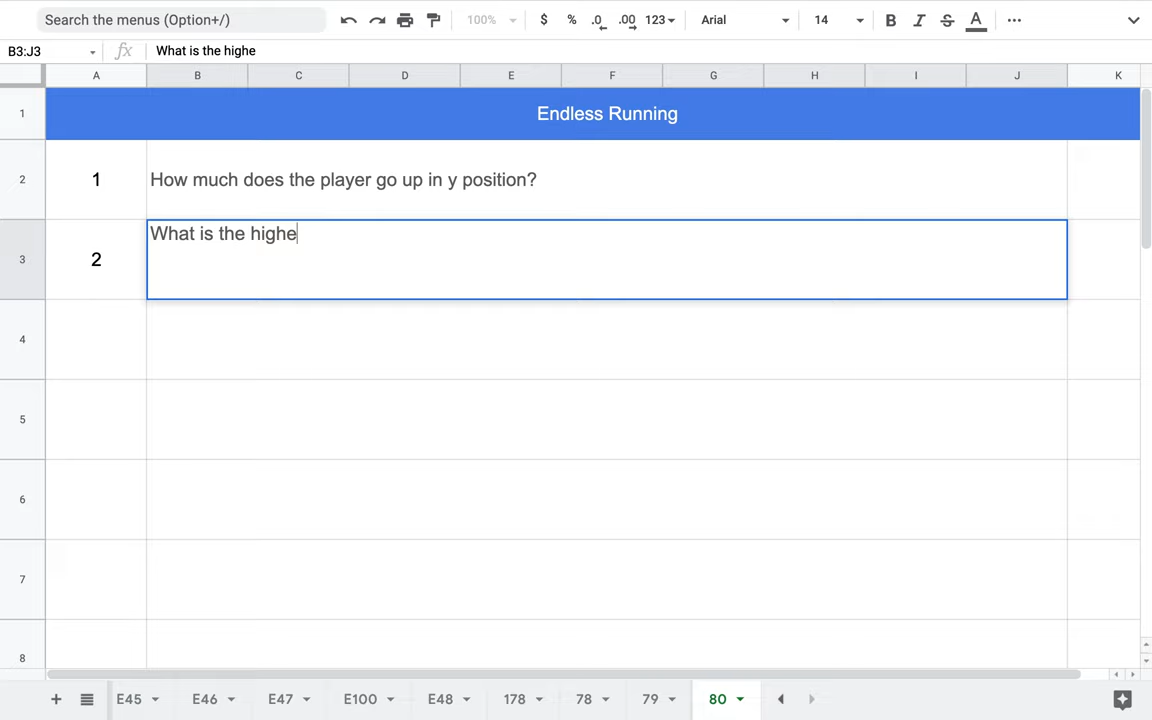 Search the menus (Option+/) 100% $ % .0 .00 123 Arial 14 B I S A
B3:J3 fx What is the highe
A B C D E F G H I J K
1 Endless Running
2 1 How much does the player go up in y position?
3 2 What is the highe
4
5
6
7
8
+ E45 E46 E47 E100 E48 178 78 79 80